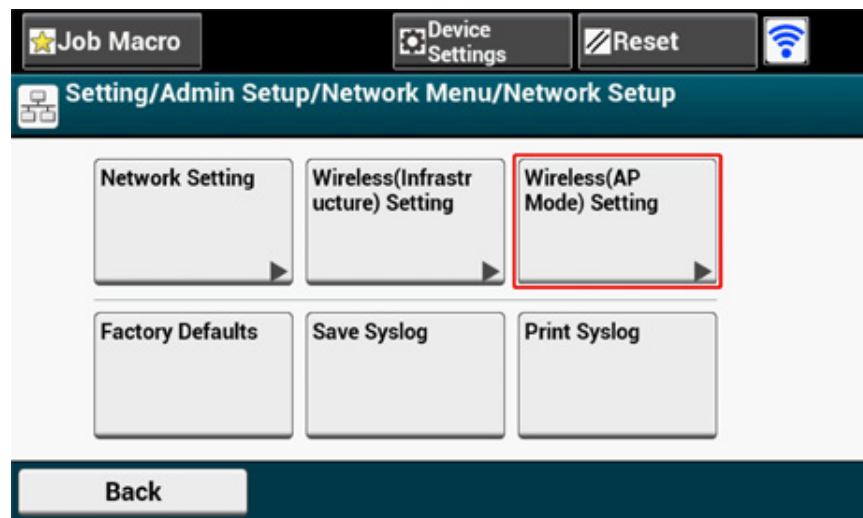 Job Macro
Device
Settings
Reset
Setting/Admin Setup/Network Menu/Network Setup
Network Setting
Wireless(Infrastr
ucture) Setting
Wireless(AP
Mode) Setting
Factory Defaults
Save Syslog
Print Syslog
Back